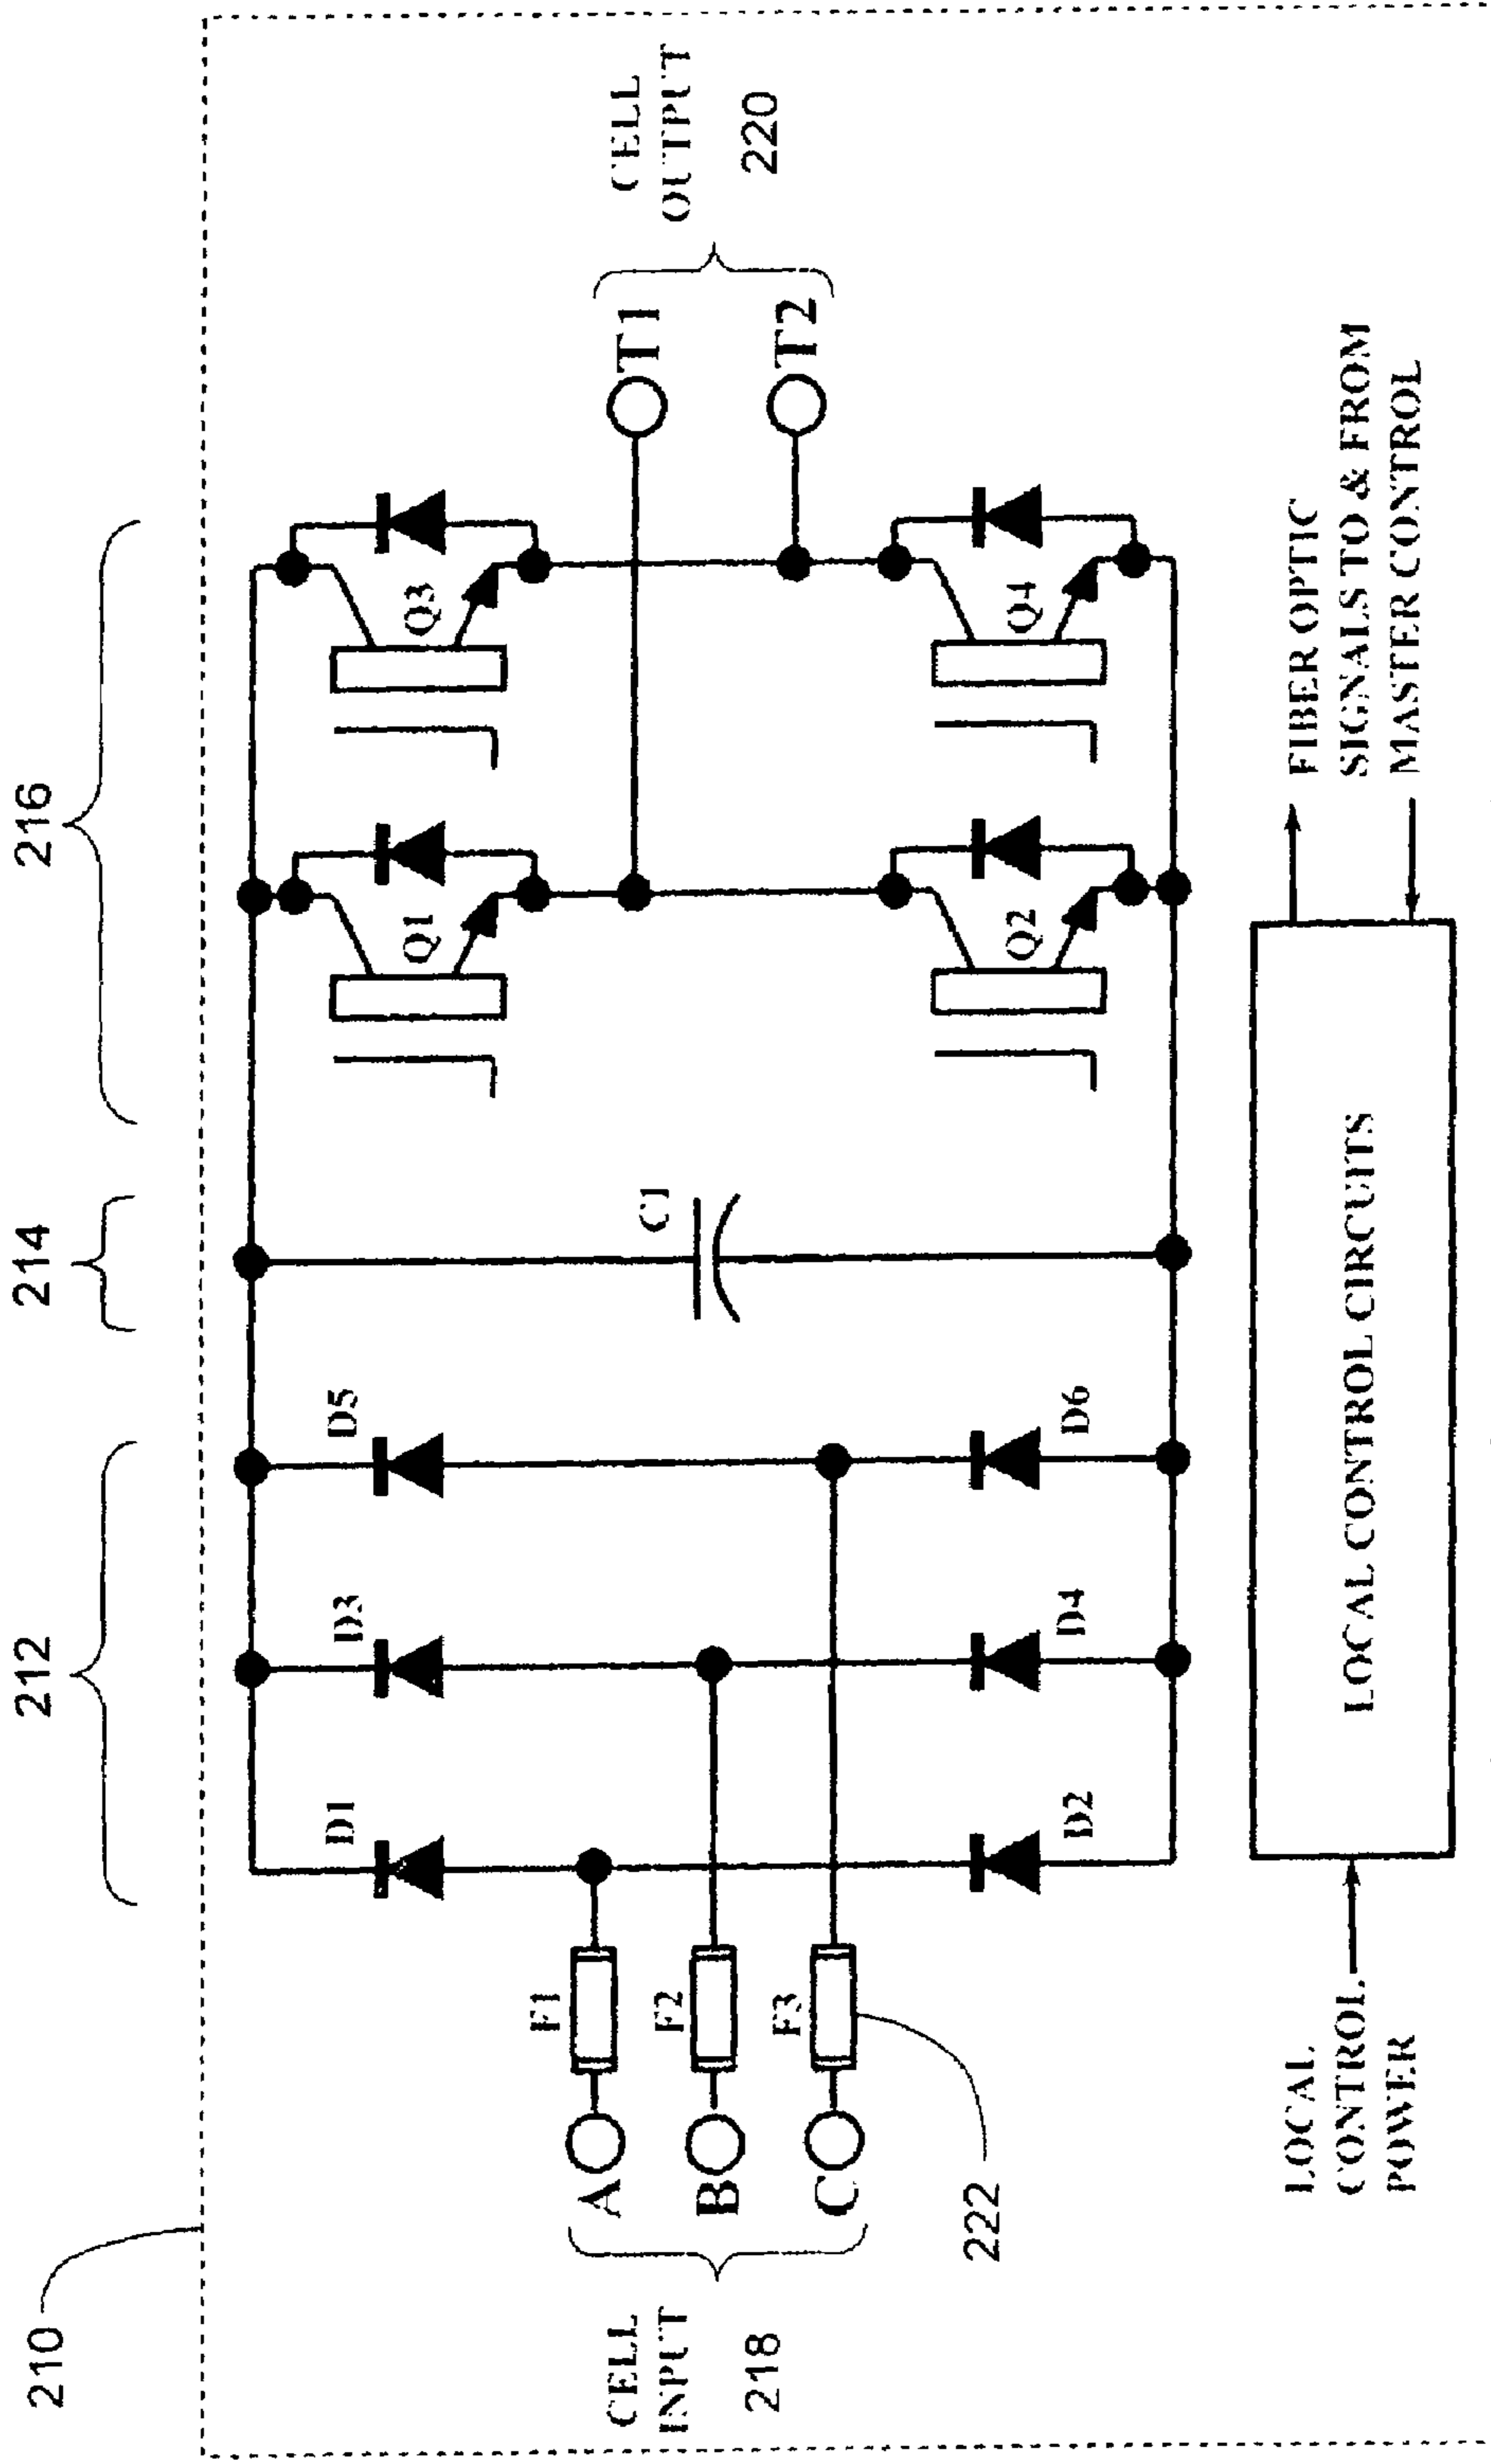 210
212
214
216
D1
D3
D5
C1
Q1
Q3
F1
F2
F3
A
B
C
CELL
INPUT
218
222
T1
T2
CELL
OUTPUT
220
D2
D4
D6
Q2
Q4
LOCAL
CONTROL
POWER
LOCAL CONTROL CIRCUITS
FIBER OPTIC
SIGNALS TO & FROM
MASTER CONTROL